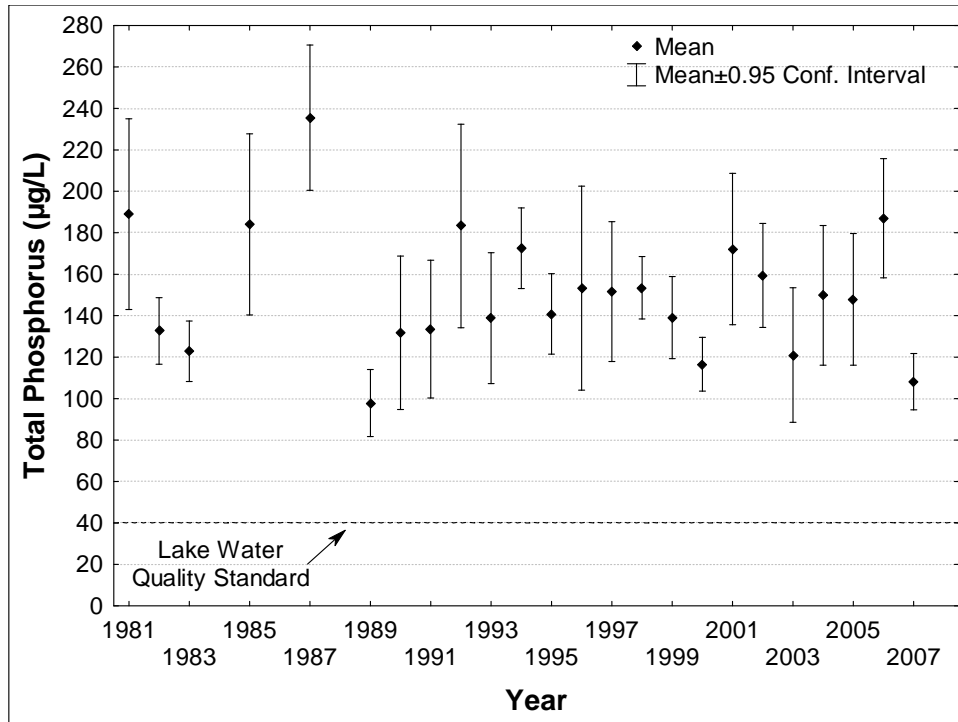 Total Phosphorus (µg/L)
280
260
240
220
200
180
160
140
120
100
80
60
40
20
0
Mean
Mean±0.95 Conf. Interval
Lake Water
Quality Standard
1981 1985 1989 1993 1997 2001 2005
1983 1987 1991 1995 1999 2003 2007
Year